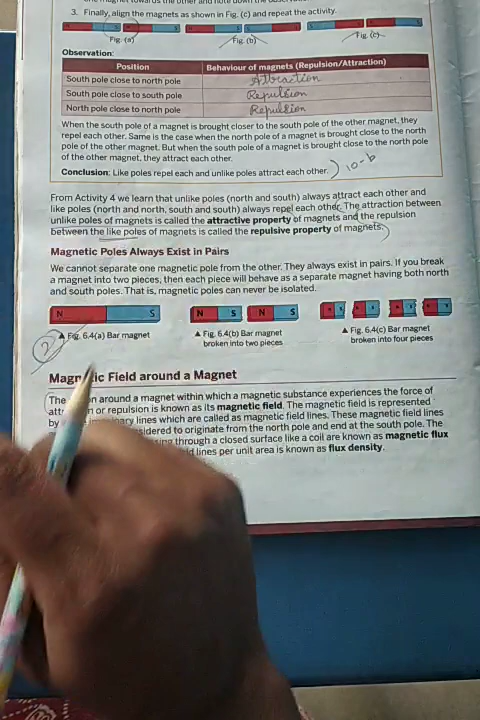 3. Finally, align the magnets as shown in Fig. (c) and repeat the activity.
Fig. (a) Fig. (b) Fig. (c)
Observation:
Position Behaviour of magnets (Repulsion/Attraction)
South pole close to north pole Attraction
South pole close to south pole Repulsion
North pole close to north pole Repulsion
When the south pole of a magnet is brought closer to the south pole of the other magnet, they
repel each other. Same is the case when the north pole of a magnet is brought close to the north
pole of the other magnet. But when the south pole of a magnet is brought close to the north pole
of the other magnet, they attract each other.
Conclusion: Like poles repel each and unlike poles attract each other. 10-b
From Activity 4 we learn that unlike poles (north and south) always attract each other and
like poles (north and north, south and south) always repel each other. The attraction between
unlike poles of magnets is called the attractive property of magnets and the repulsion
between the like poles of magnets is called the repulsive property of magnets.
Magnetic Poles Always Exist in Pairs
We cannot separate one magnetic pole from the other. They always exist in pairs. If you break
a magnet into two pieces, then each piece will behave as a separate magnet having both north
and south poles. That is, magnetic poles can never be isolated.
N S N S N S
▲ Fig. 6.4(a) Bar magnet
▲ Fig. 6.4(b) Bar magnet
broken into two pieces
▲ Fig. 6.4(c) Bar magnet
broken into four pieces
Field around a Magnet
The around a magnet within which a magnetic substance experiences the force of
or repulsion is known as its magnetic field. The magnetic field is represented
by lines which are called as magnetic field lines. These magnetic field lines
to originate from the north pole and end at the south pole. The
through a closed surface like a coil are known as magnetic flux
lines per unit area is known as flux density.